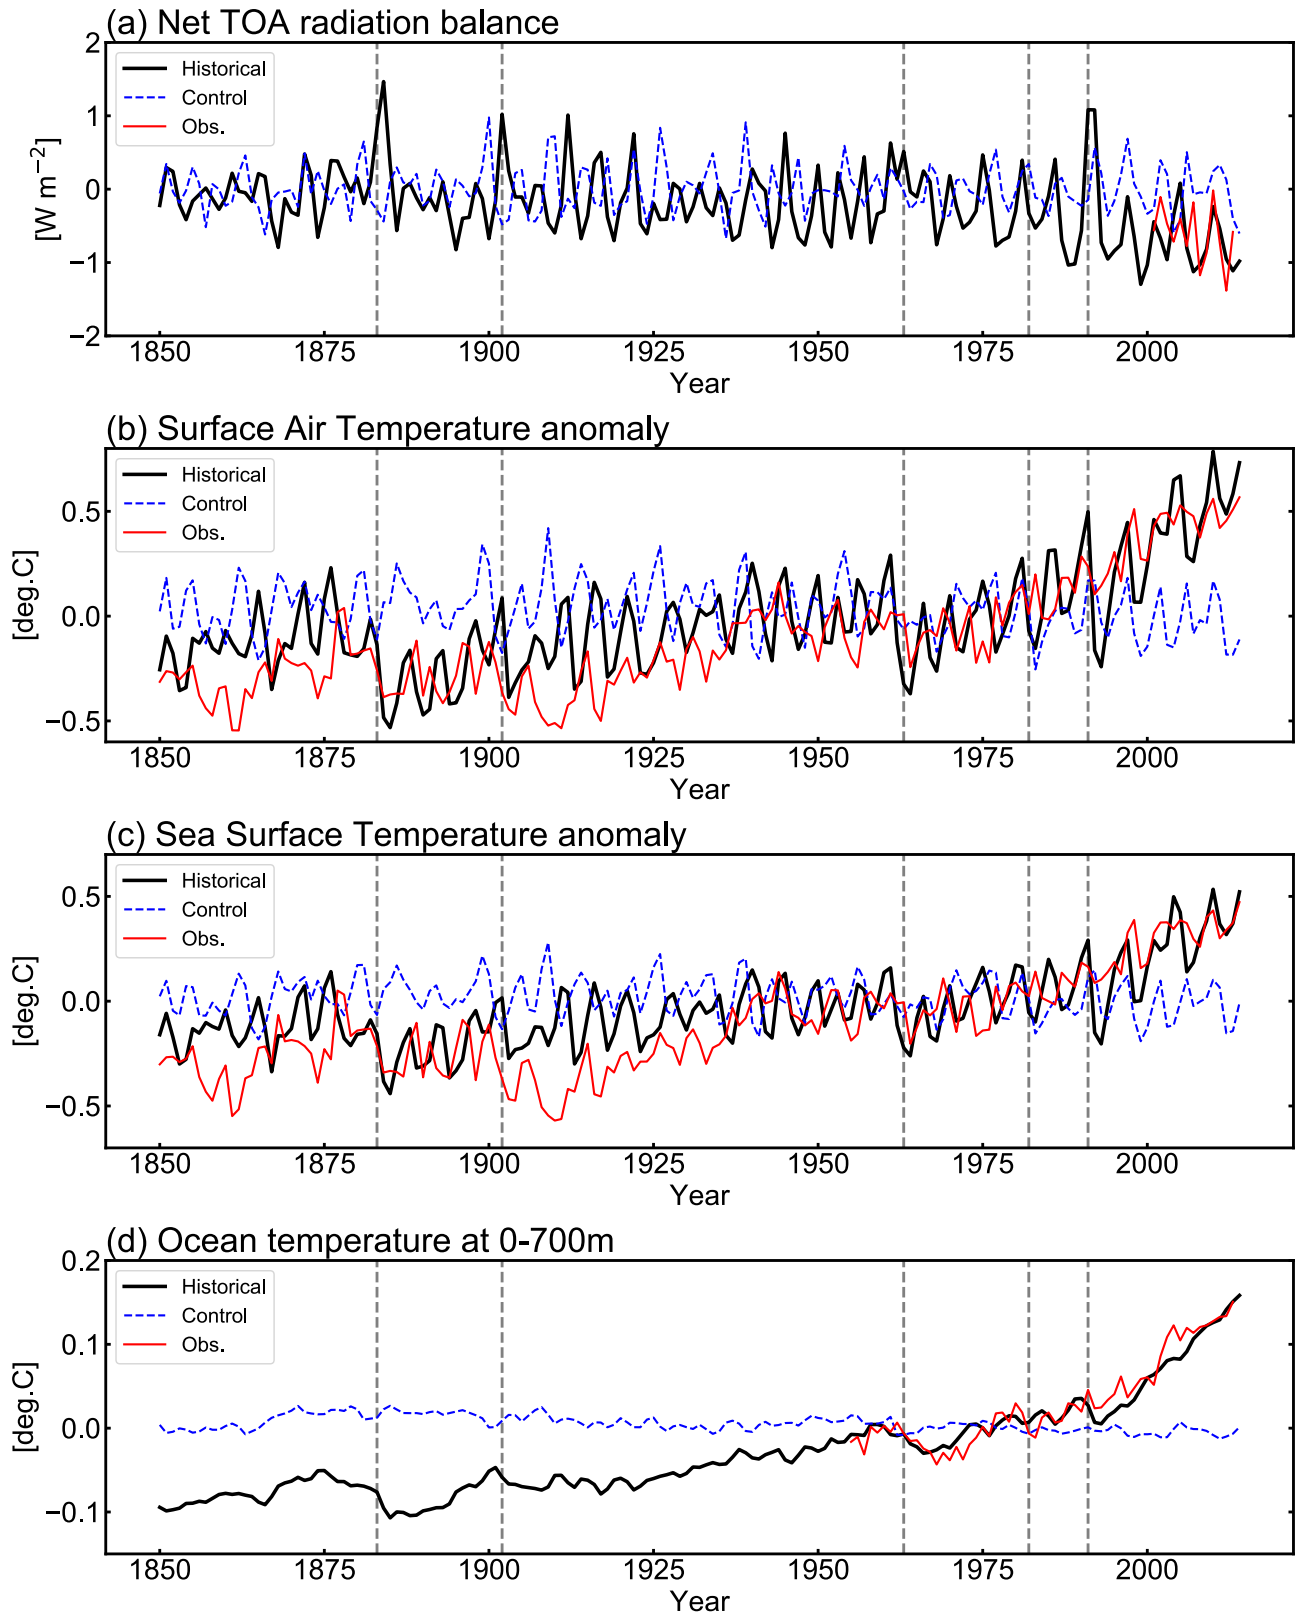 (a) Net TOA radiation balance
2
1
0
−1
−2
[W m⁻²]
Historical
Control
Obs.
1850 1875 1900 1925 1950 1975 2000
Year
(b) Surface Air Temperature anomaly
0.5
0.0
−0.5
[deg.C]
Historical
Control
Obs.
1850 1875 1900 1925 1950 1975 2000
Year
(c) Sea Surface Temperature anomaly
0.5
0.0
−0.5
[deg.C]
Historical
Control
Obs.
1850 1875 1900 1925 1950 1975 2000
Year
(d) Ocean temperature at 0-700m
0.2
0.1
0.0
−0.1
[deg.C]
Historical
Control
Obs.
1850 1875 1900 1925 1950 1975 2000
Year